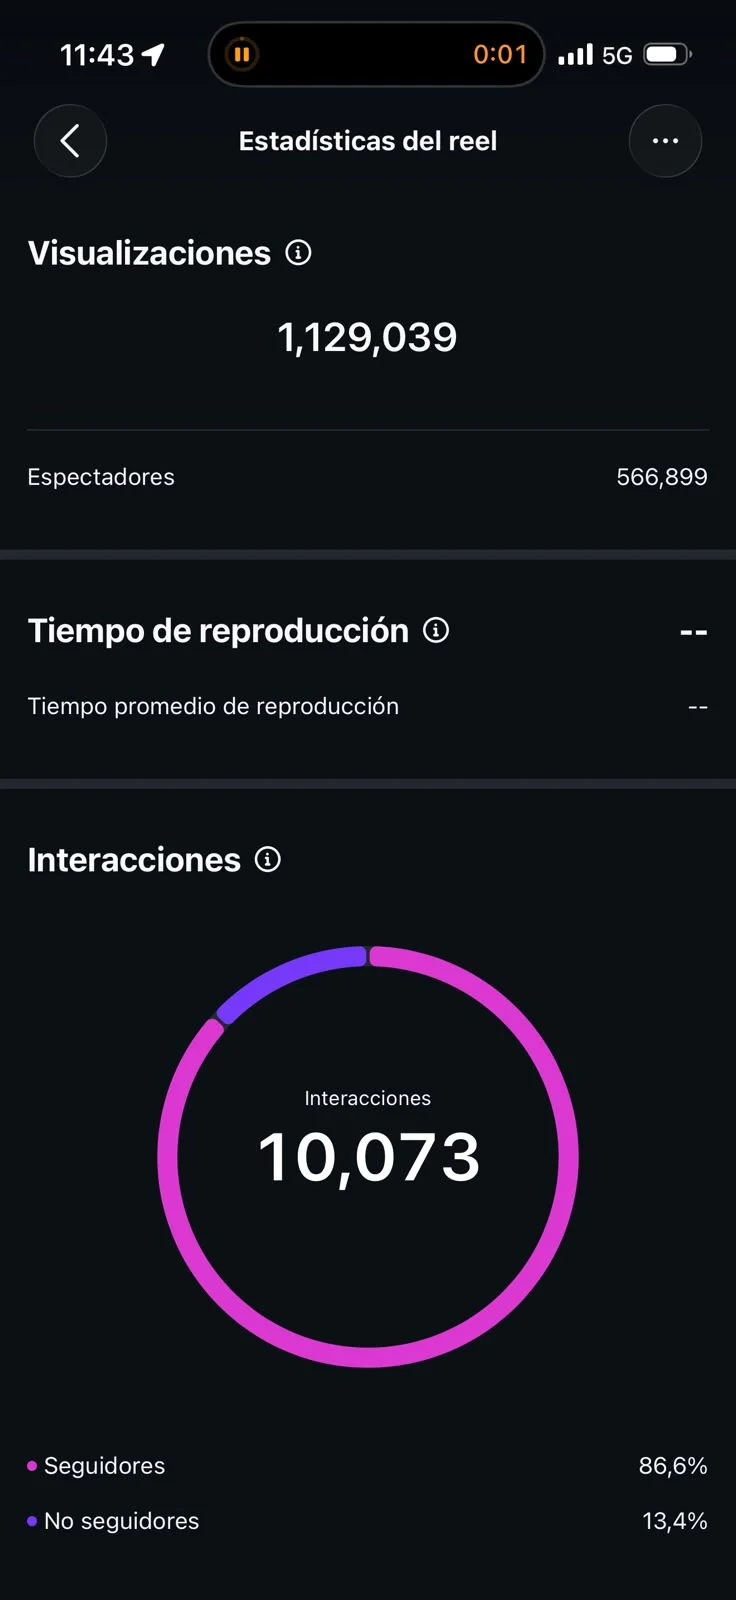 11:43
0:01
5G
Estadísticas del reel
Visualizaciones
1,129,039
Espectadores 566,899
Tiempo de reproducción --
Tiempo promedio de reproducción --
Interacciones
Interacciones
10,073
Seguidores 86,6%
No seguidores 13,4%